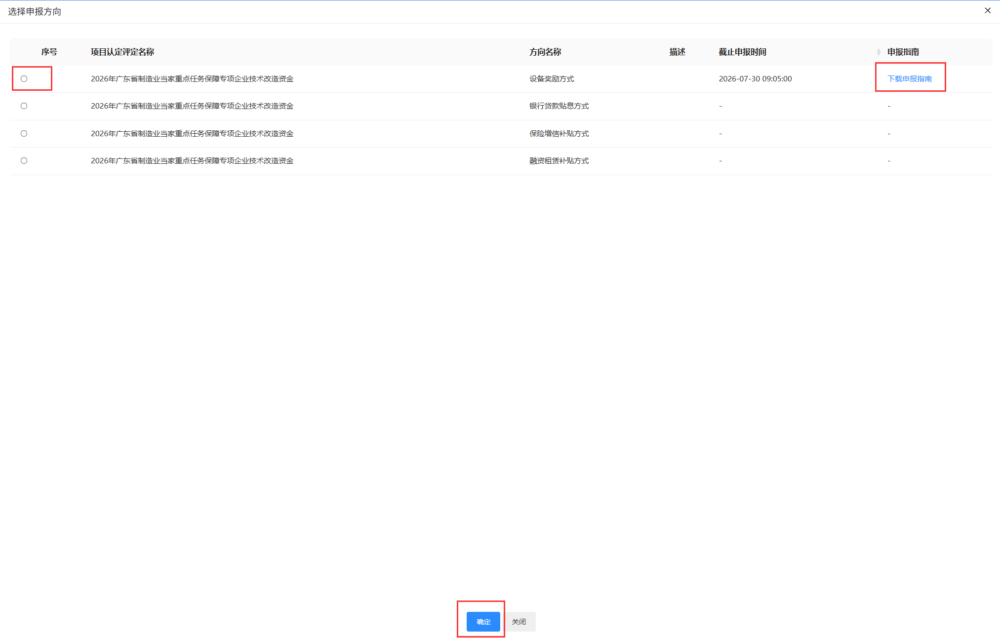 选择申报方向
序号 项目认定评定名称 方向名称 描述 截止申报时间 申报指南
2026年广东省制造业当家重点任务保障专项企业技术改造资金 设备奖励方式 2026-07-30 09:05:00 下载申报指南
2026年广东省制造业当家重点任务保障专项企业技术改造资金 银行贷款贴息方式 - -
2026年广东省制造业当家重点任务保障专项企业技术改造资金 保险增信补贴方式 - -
2026年广东省制造业当家重点任务保障专项企业技术改造资金 融资租赁补贴方式 - -
确定 关闭